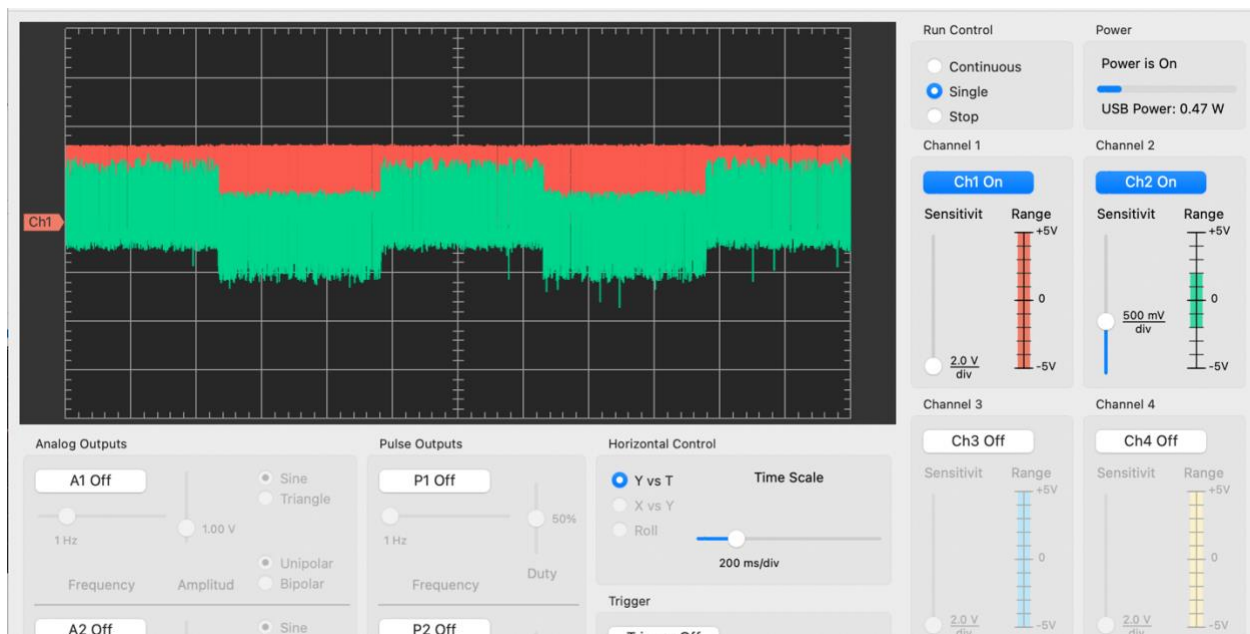 Ch1
Run Control
Continuous
Single
Stop
Power
Power is On
USB Power: 0.47 W
Channel 1
Ch1 On
Sensitivit
Range
+5V
0
-5V
2.0 V
div
Channel 2
Ch2 On
Sensitivit
Range
+5V
0
-5V
500 mV
div
Channel 3
Ch3 Off
Sensitivit
Range
+5V
0
-5V
2.0 V
div
Channel 4
Ch4 Off
Sensitivit
Range
+5V
0
-5V
2.0 V
div
Analog Outputs
A1 Off
Sine
Triangle
1.00 V
1 Hz
Unipolar
Bipolar
Frequency
Amplitud
A2 Off
Sine
Pulse Outputs
P1 Off
50%
1 Hz
Frequency
Duty
P2 Off
Horizontal Control
Y vs T
X vs Y
Roll
Time Scale
200 ms/div
Trigger